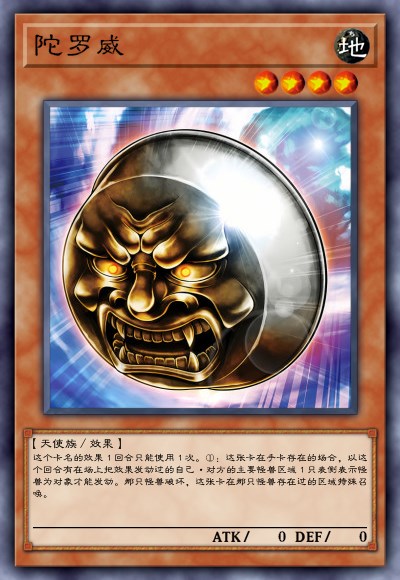 陀罗威
地
【天使族／效果】
这个卡名的效果1回合只能使用1次。①：这张卡在手卡存在的场合，以这
个回合有在场上把效果发动过的自己·对方的主要怪兽区域1只表侧表示怪
兽为对象才能发动。那只怪兽破坏，这张卡在那只怪兽存在过的区域特殊召
唤。
ATK/ 0 DEF/ 0